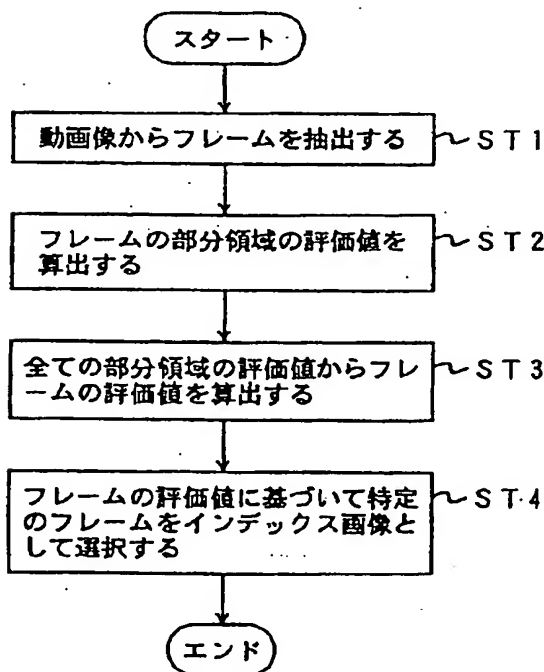 スタート
動画像からフレームを抽出する ST1
フレームの部分領域の評価値を ST2
算出する
全ての部分領域の評価値からフレ ST3
ームの評価値を算出する
フレームの評価値に基づいて特定 ST4
のフレームをインデックス画像と
して選択する
エンド